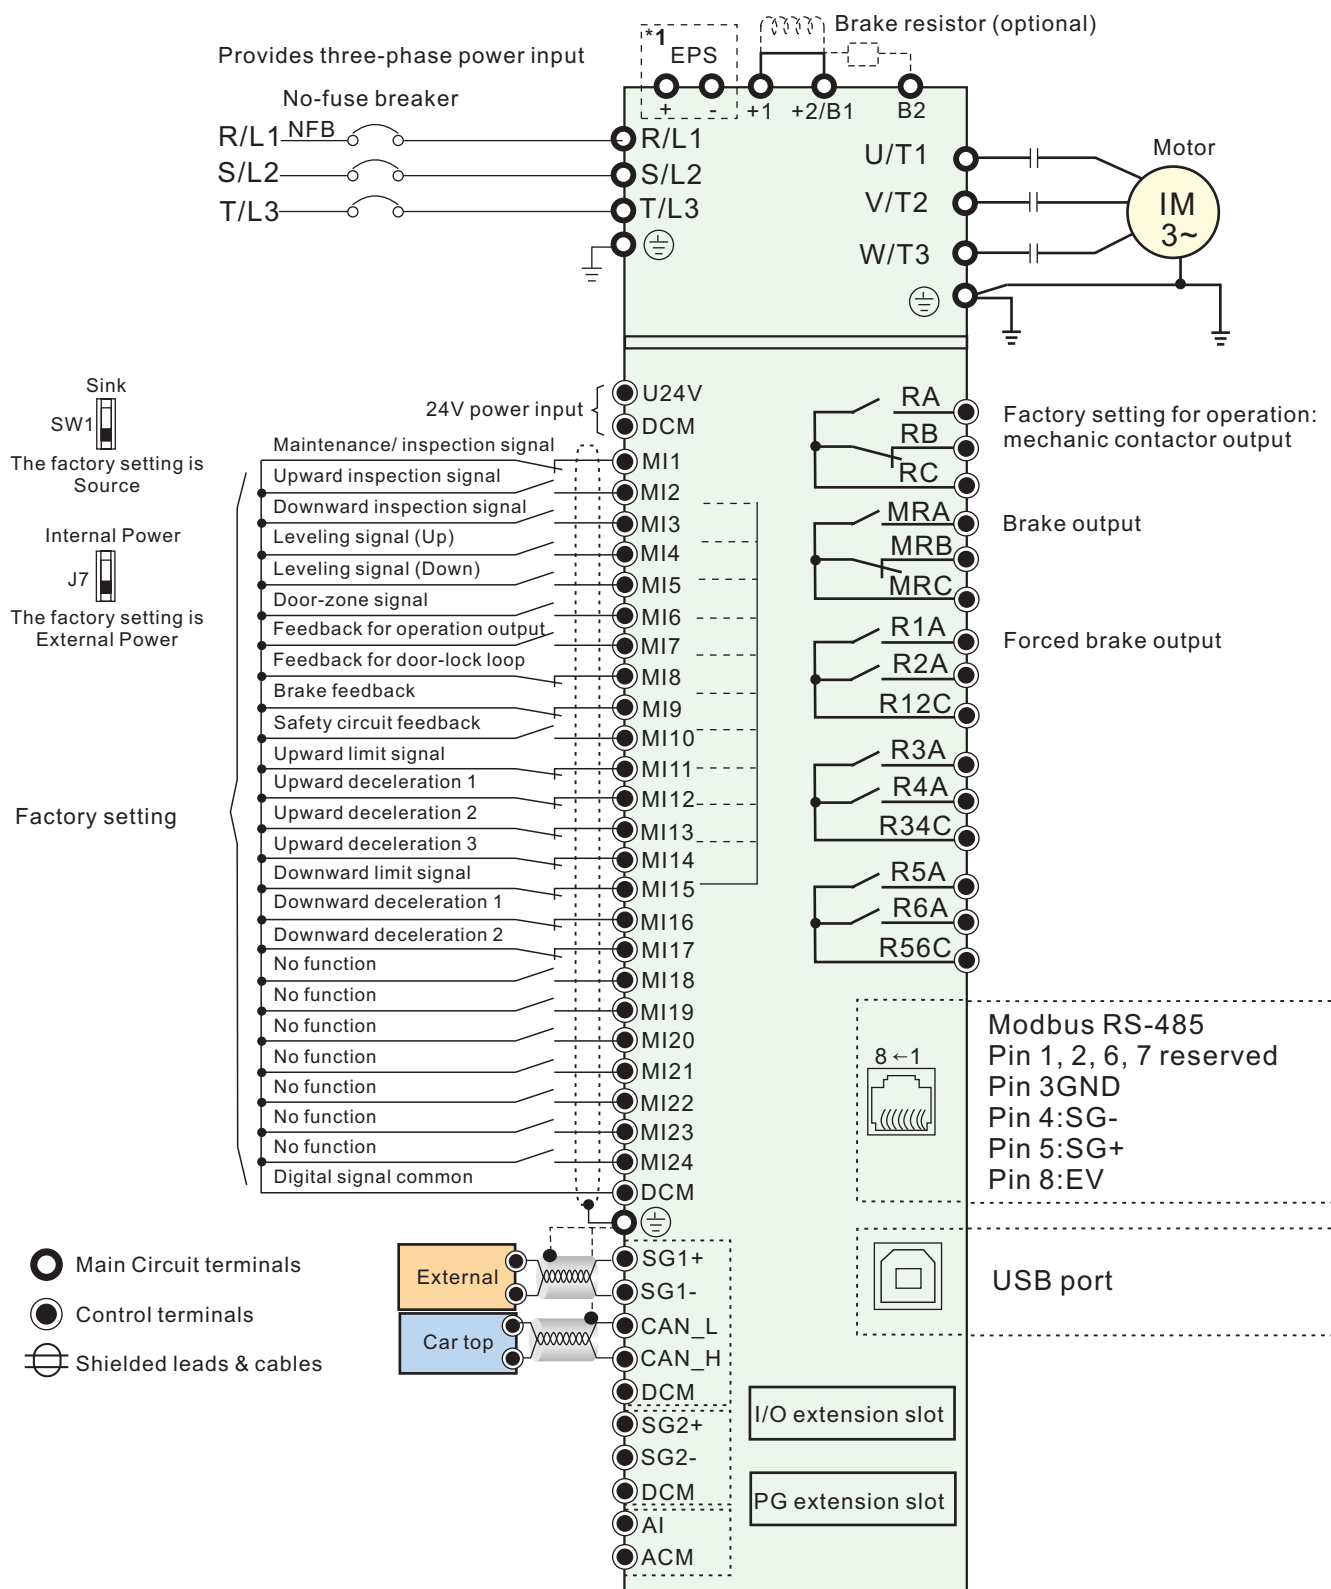 Brake resistor (optional)
*1
EPS
Provides three-phase power input
+ - +1 +2/B1 B2
No-fuse breaker
R/L1 NFB
S/L2
T/L3
R/L1
S/L2
T/L3
U/T1
V/T2
W/T3
Motor
IM
3~
Sink
SW1
The factory setting is
Source
Internal Power
J7
The factory setting is
External Power
24V power input
U24V
DCM
Maintenance/ inspection signal
MI1
Upward inspection signal
MI2
Downward inspection signal
MI3
Leveling signal (Up)
MI4
Leveling signal (Down)
MI5
Door-zone signal
MI6
Feedback for operation output
MI7
Feedback for door-lock loop
MI8
Brake feedback
MI9
Safety circuit feedback
MI10
Upward limit signal
MI11
Upward deceleration 1
MI12
Upward deceleration 2
MI13
Upward deceleration 3
MI14
Downward limit signal
MI15
Downward deceleration 1
MI16
Downward deceleration 2
MI17
No function
MI18
No function
MI19
No function
MI20
No function
MI21
No function
MI22
No function
MI23
No function
MI24
Digital signal common
DCM
Factory setting
RA
RB
RC
Factory setting for operation:
mechanic contactor output
MRA
MRB
MRC
Brake output
R1A
R2A
R12C
Forced brake output
R3A
R4A
R34C
R5A
R6A
R56C
8←1
Modbus RS-485
Pin 1, 2, 6, 7 reserved
Pin 3GND
Pin 4:SG-
Pin 5:SG+
Pin 8:EV
USB port
Main Circuit terminals
Control terminals
Shielded leads & cables
External
Car top
SG1+
SG1-
CAN_L
CAN_H
DCM
SG2+
SG2-
DCM
AI
ACM
I/O extension slot
PG extension slot